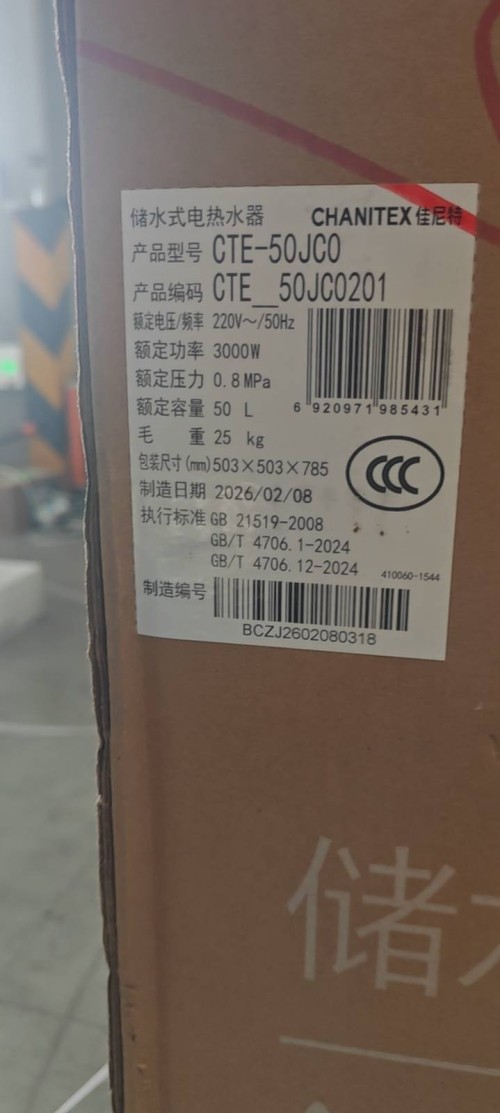 储水式电热水器 CHANITEX佳尼特
产品型号 CTE-50JC0
产品编码 CTE__50JC0201
额定电压/频率 220V～/50Hz
额定功率 3000W
额定压力 0.8MPa
额定容量 50 L
6 920971 985431
毛 重 25 kg
包装尺寸(mm)503×503×785
CCC
制造日期 2026/02/08
执行标准GB 21519-2008
GB/T 4706.1-2024
GB/T 4706.12-2024
410060-1544
制造编号
BCZJ2602080318
储